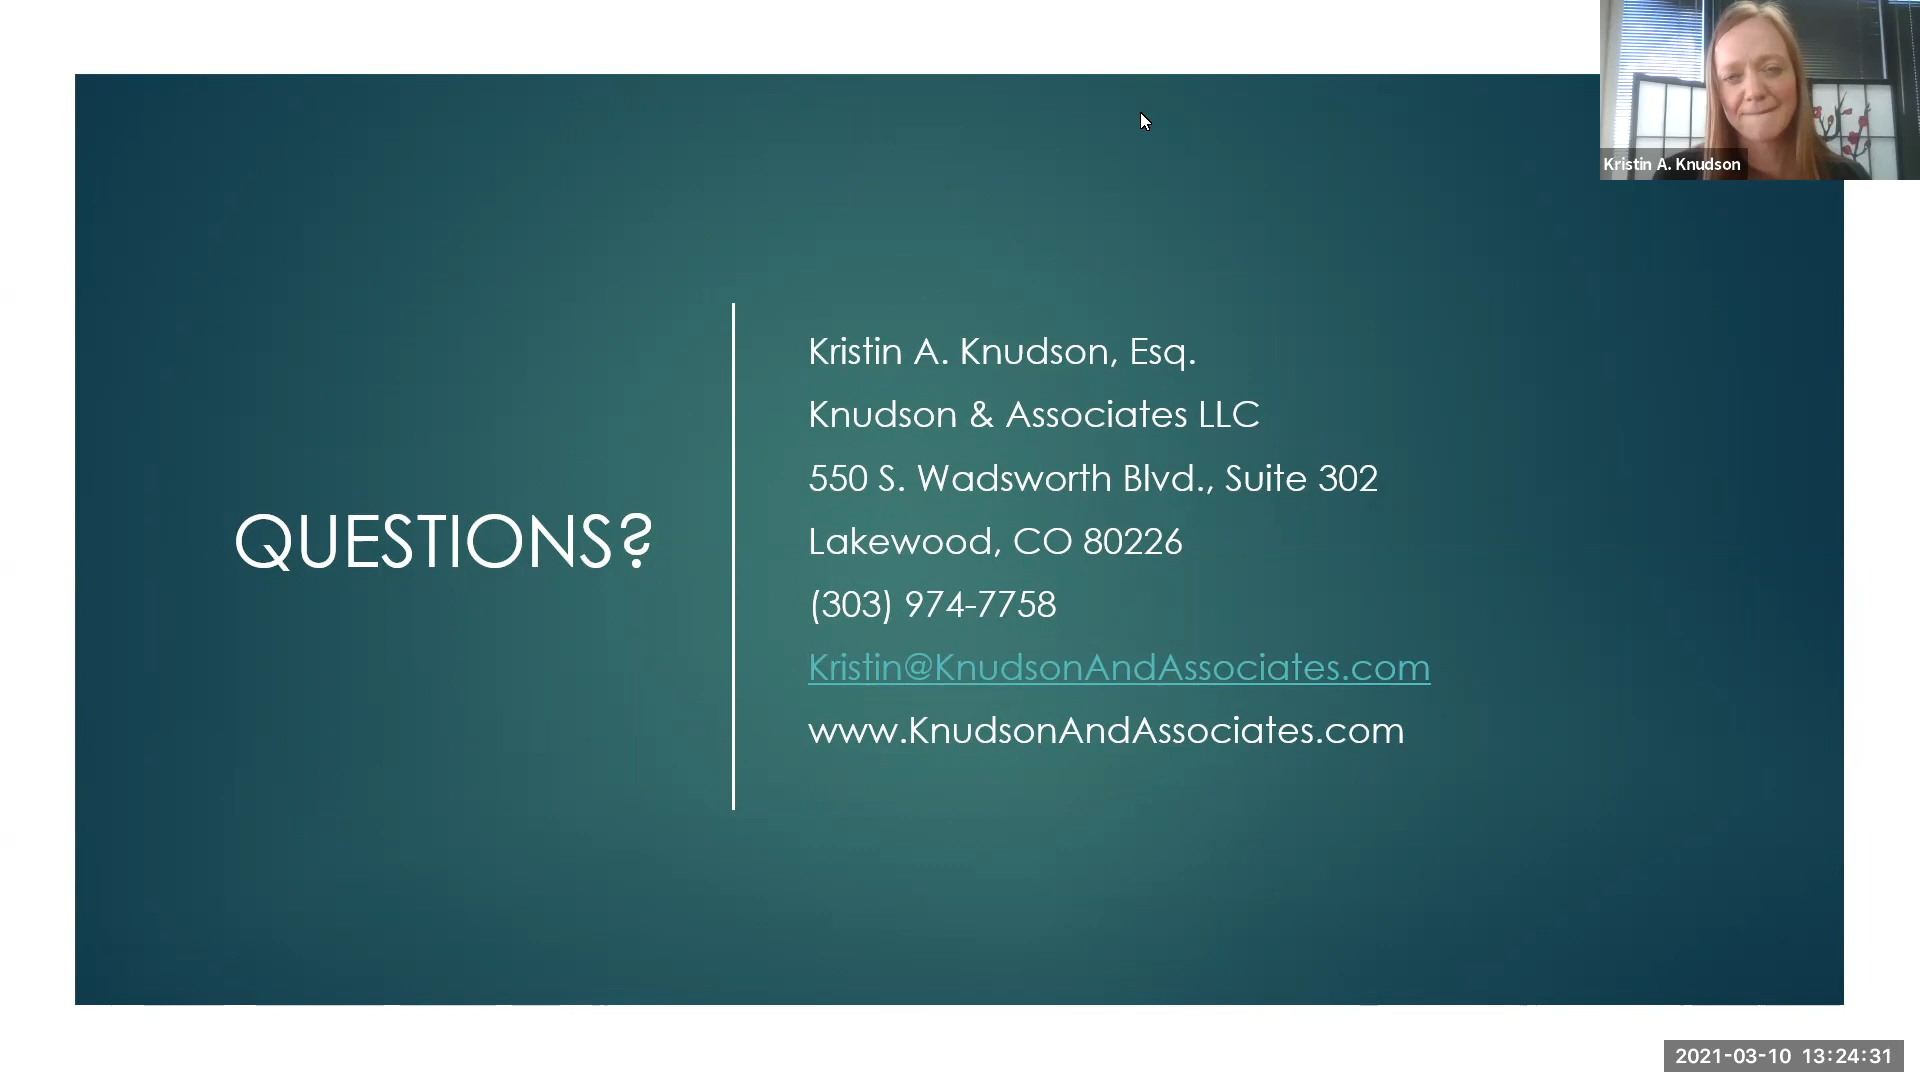 Kristin A. Knudson
QUESTIONS?
Kristin A. Knudson, Esq.
Knudson & Associates LLC
550 S. Wadsworth Blvd., Suite 302
Lakewood, CO 80226
(303) 974-7758
Kristin@KnudsonAndAssociates.com
www.KnudsonAndAssociates.com
2021-03-10 13:24:31